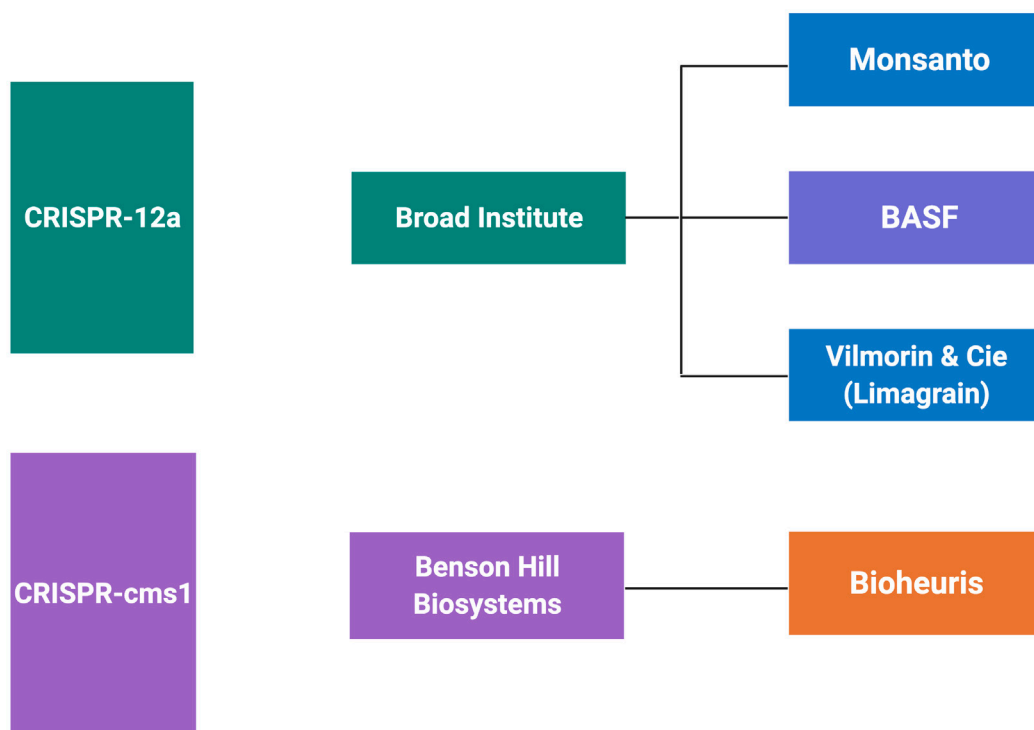 Monsanto
CRISPR-12a
Broad Institute
BASF
Vilmorin & Cie
(Limagrain)
CRISPR-cms1
Benson Hill
Biosystems
Bioheuris